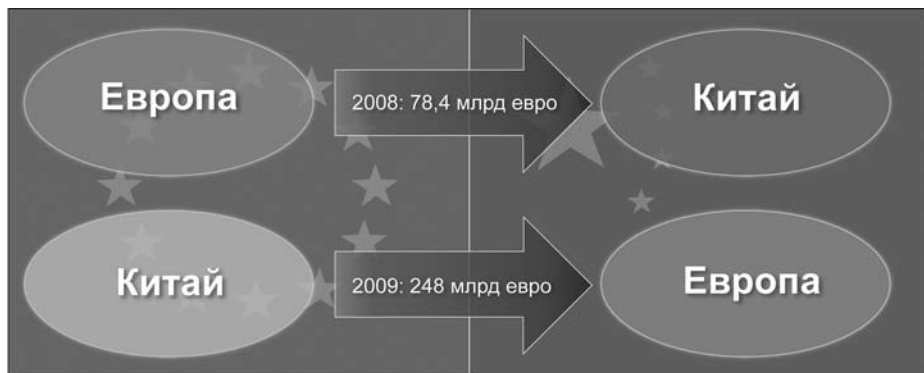 Европа
2008: 78,4 млрд евро
Китай
Китай
2009: 248 млрд евро
Европа